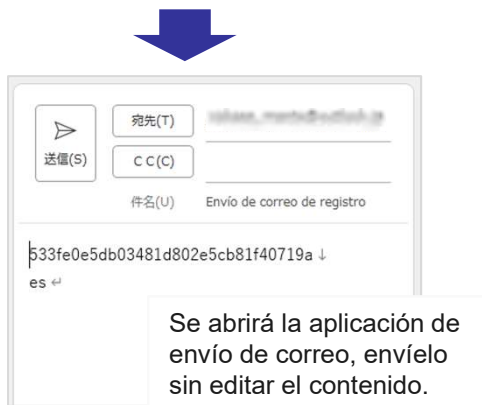 宛先(T)
送信(S)
C C(C)
件名(U) Envío de correo de registro
533fe0e5db03481d802e5cb81f40719a ↓
es ↵
Se abrirá la aplicación de
envío de correo, envíelo
sin editar el contenido.